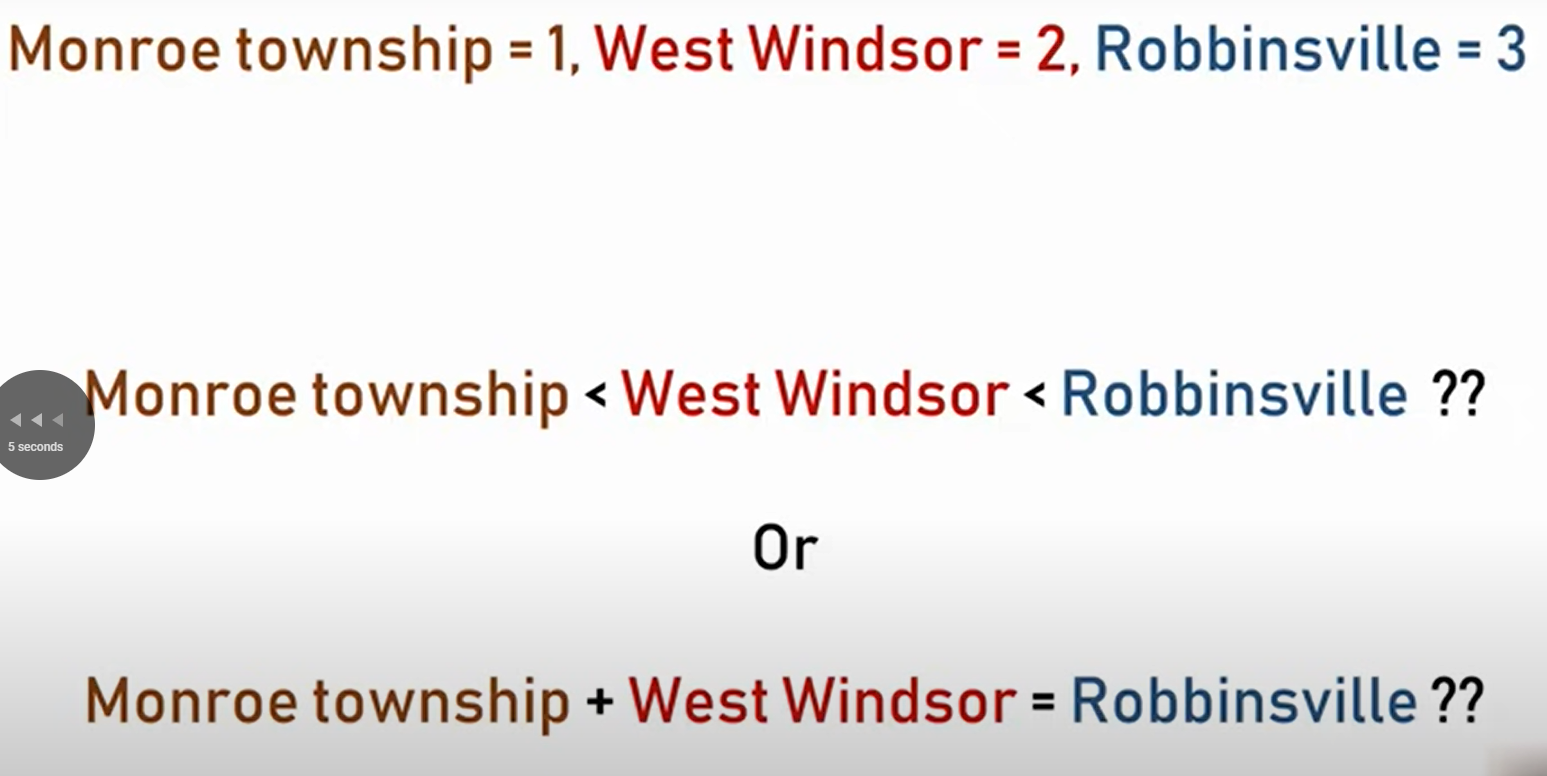 Monroe township = 1, West Windsor = 2, Robbinsville = 3
Monroe township < West Windsor < Robbinsville ??
5 seconds
Or
Monroe township + West Windsor = Robbinsville ??